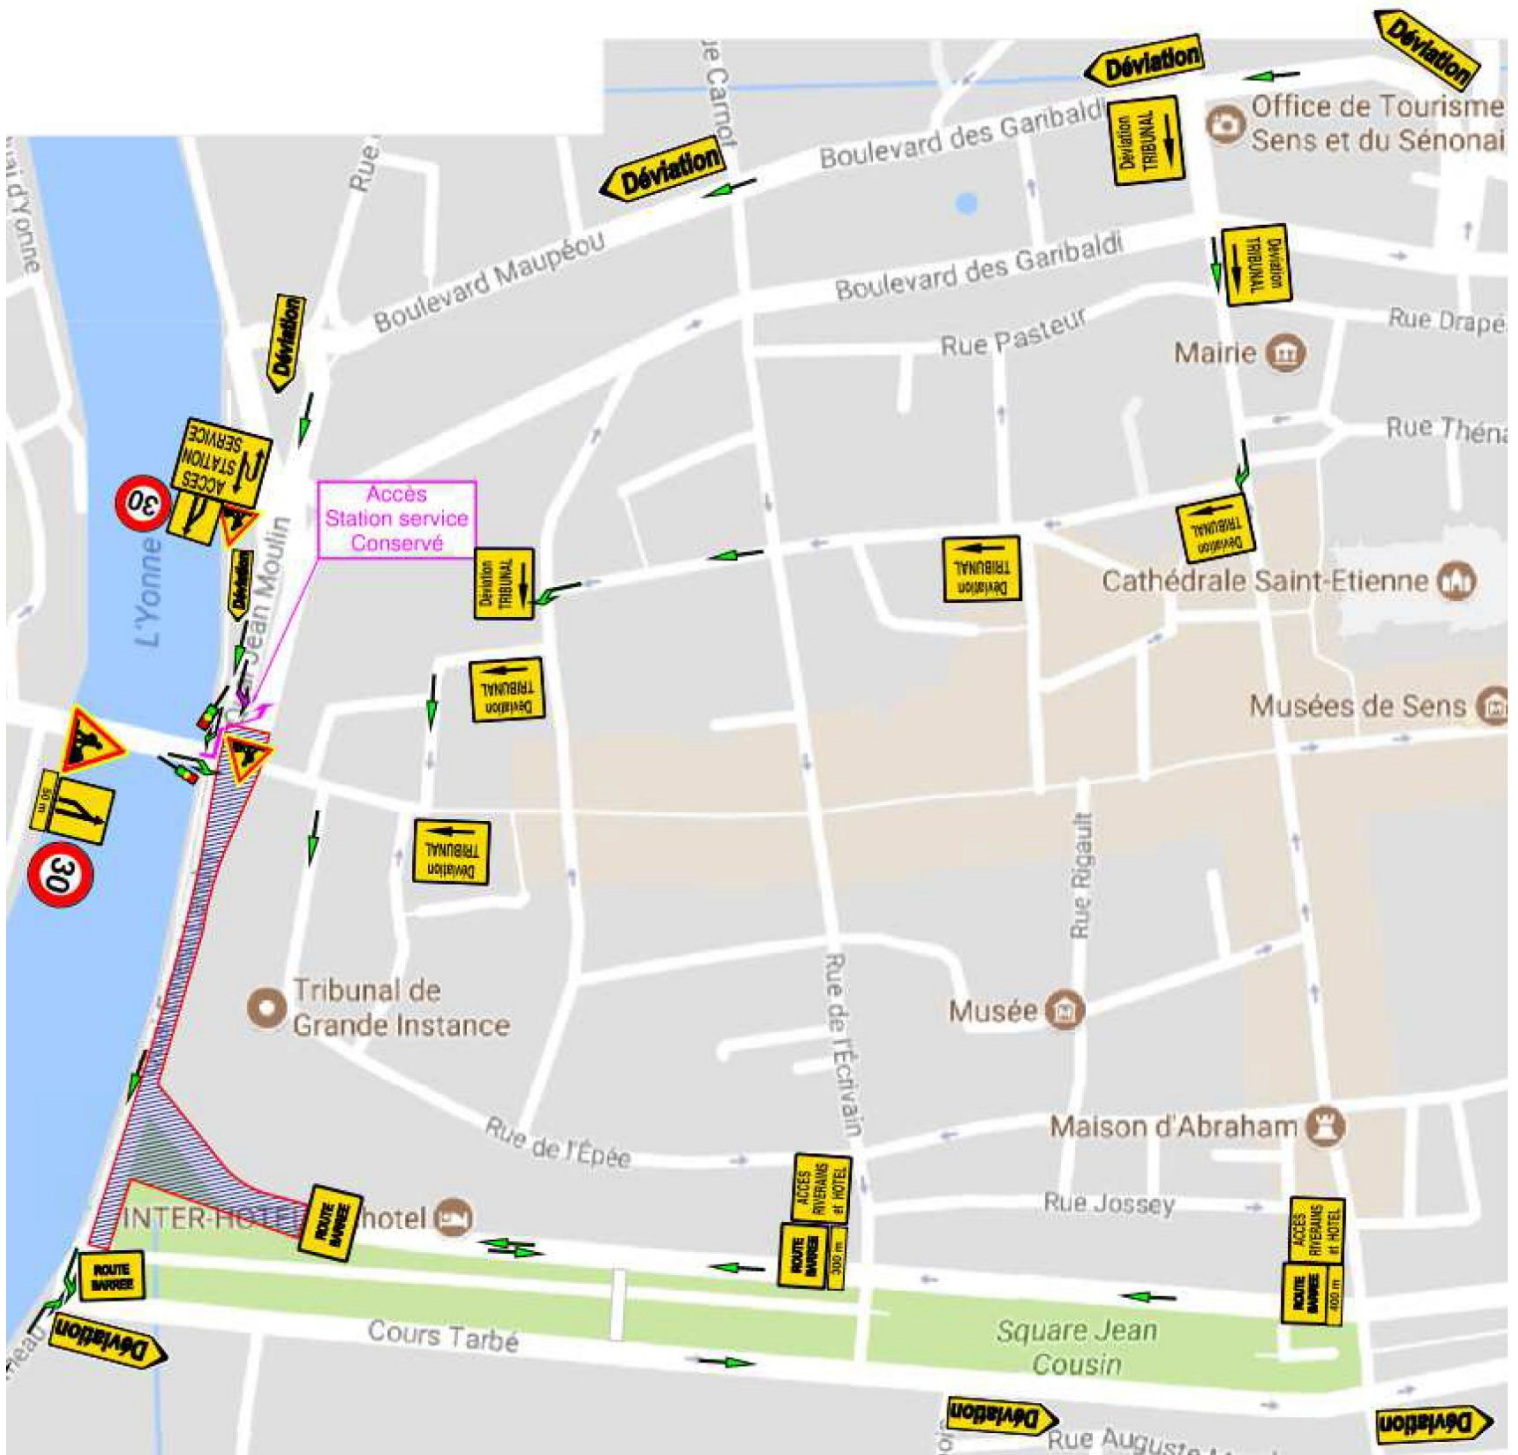 Déviation
Déviation
Déviation
TRIBUNAL
Office de Tourisme
Sens et du Sénonai
Boulevard des Garibaldi
Déviation
Boulevard Maupéou
Boulevard des Garibaldi
Déviation
TRIBUNAL
Rue Pasteur
Rue Drapé
Mairie
Rue Théna
Déviation
ACCES
STATION
SERVICE
30
Accès
Station service
Conservé
L'Yonne
Jean Moulin
Déviation
Déviation
TRIBUNAL
Déviation
TRIBUNAL
Déviation
TRIBUNAL
Cathédrale Saint-Etienne
Déviation
TRIBUNAL
Musées de Sens
50 m
30
Déviation
TRIBUNAL
Rue Rigault
Tribunal de
Grande Instance
Musée
Rue de l'Écrivain
Rue de l'Épée
Maison d'Abraham
ACCES
RIVERAINS
et HOTEL
ROUTE
BARREE
300 m
Rue Jossey
ACCES
RIVERAINS
et HOTEL
ROUTE
BARREE
400 m
INTER-HOTEL
hotel
ROUTE
BARREE
ROUTE
BARREE
Déviation
Cours Tarbé
Square Jean
Cousin
Déviation
Déviation
Rue Auguste